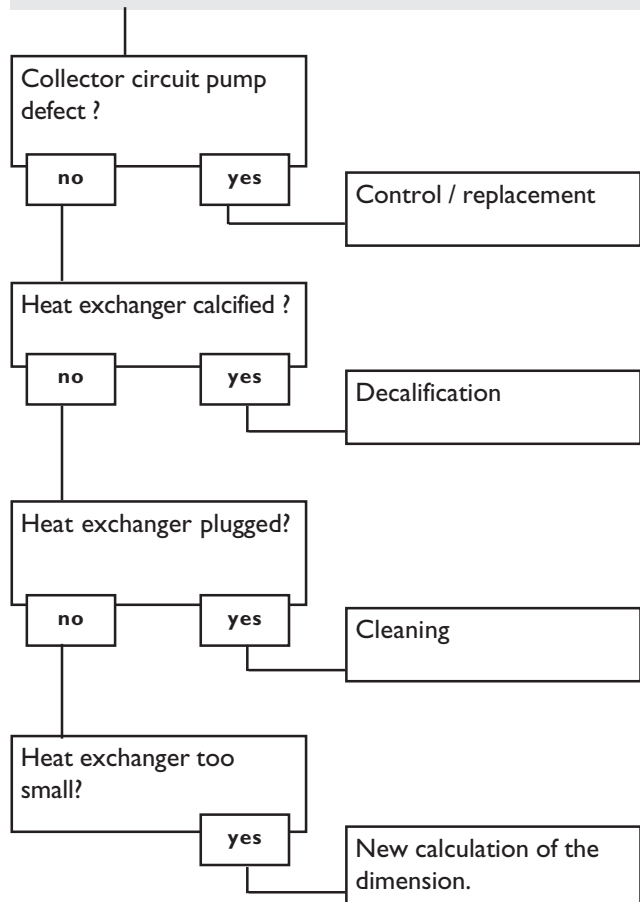 Collector circuit pump
defect ?
no
yes
Control / replacement
Heat exchanger calcified ?
no
yes
Decalification
Heat exchanger plugged?
no
yes
Cleaning
Heat exchanger too
small?
yes
New calculation of the
dimension.